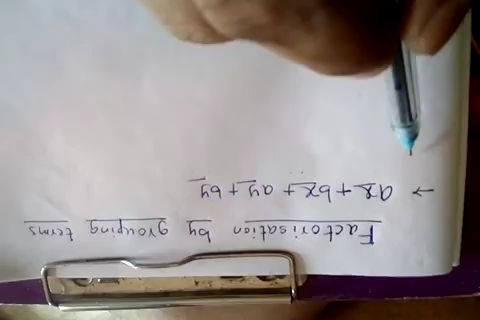 Factorisation by grouping terms
→ ax + bx + ay + by